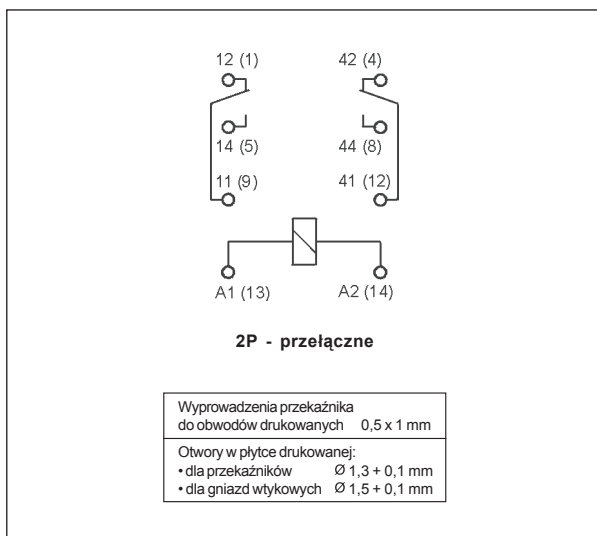 12 (1) 42 (4)
14 (5) 44 (8)
11 (9) 41 (12)
A1 (13) A2 (14)
2P - przełączne
Wyprowadzenia przekaźnika
do obwodów drukowanych 0,5 x 1 mm
Otwory w płytce drukowanej:
• dla przekaźników Ø 1,3 + 0,1 mm
• dla gniazd wtykowych Ø 1,5 + 0,1 mm